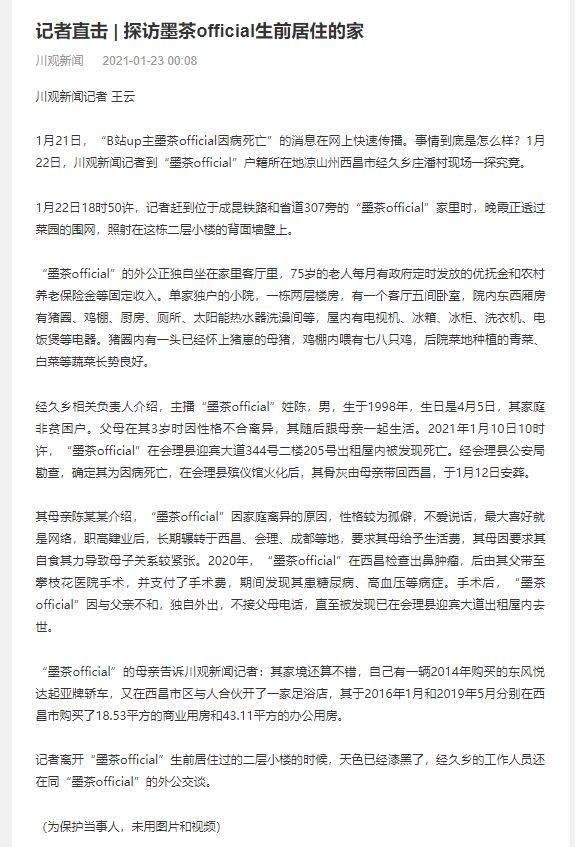 记者直击 | 探访墨茶official生前居住的家
川观新闻 2021-01-23 00:08
川观新闻记者 王云
1月21日，“B站up主墨茶official因病死亡”的消息在网上快速传播。事情到底是怎么样？1月
22日，川观新闻记者到“墨茶official”户籍所在地凉山州西昌市经久乡庄潘村现场一探究竟。
1月22日18时50许，记者赶到位于成昆铁路和省道307旁的“墨茶official”家里时，晚霞正透过
菜园的围网，照射在这栋二层小楼的背面墙壁上。
“墨茶official”的外公正独自坐在家里客厅里，75岁的老人每月有政府定时发放的优抚金和农村
养老保险金等固定收入。单家独户的小院，一栋两层楼房，有一个客厅五间卧室，院内东西厢房
有猪圈、鸡棚、厨房、厕所、太阳能热水器洗澡间等，屋内有电视机、冰箱、冰柜、洗衣机、电
饭煲等电器。猪圈内有一头已经怀上猪崽的母猪，鸡棚内喂有七八只鸡，后院菜地种植的青菜、
白菜等蔬菜长势良好。
经久乡相关负责人介绍，主播“墨茶official”姓陈，男，生于1998年，生日是4月5日，其家庭
非贫困户。父母在其3岁时因性格不合离异，其随后跟母亲一起生活。2021年1月10日10时
许，“墨茶official”在会理县迎宾大道344号二楼205号出租屋内被发现死亡。经会理县公安局
勘查，确定其为因病死亡，在会理县殡仪馆火化后，其骨灰由母亲带回西昌，于1月12日安葬。
其母亲陈某某介绍，“墨茶official”因家庭离异的原因，性格较为孤僻，不爱说话，最大喜好就
是网络，职高肄业后，长期辗转于西昌、会理、成都等地，要求其母给予生活费，其母因要求其
自食其力导致母子关系较紧张。2020年，“墨茶official”在西昌检查出鼻肿瘤，后由其父带至
攀枝花医院手术，并支付了手术费，期间发现其患糖尿病、高血压等病症。手术后，“墨茶
official”因与父亲不和，独自外出，不接父母电话，直至被发现已在会理县迎宾大道出租屋内去
世。
“墨茶official”的母亲告诉川观新闻记者：其家境还算不错，自己有一辆2014年购买的东风悦
达起亚牌轿车，又在西昌市区与人合伙开了一家足浴店，其于2016年1月和2019年5月分别在西
昌市购买了18.53平方的商业用房和43.11平方的办公用房。
记者离开“墨茶official”生前居住过的二层小楼的时候，天色已经漆黑了，经久乡的工作人员还
在同“墨茶official”的外公交谈。
（为保护当事人，未用图片和视频）